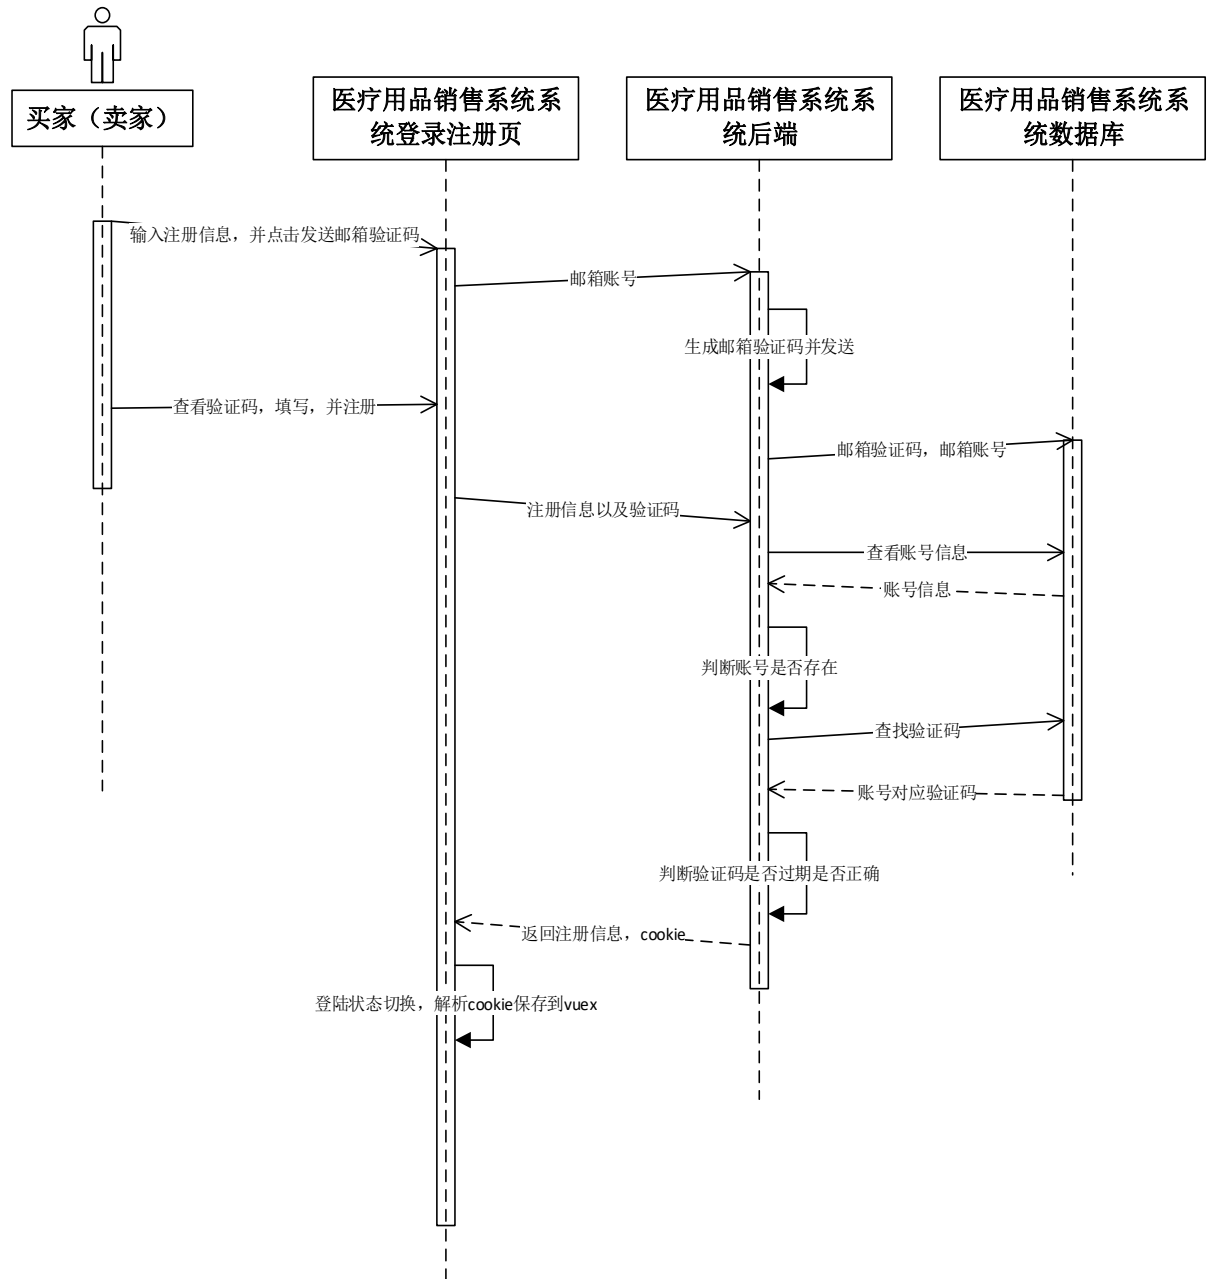 买家（卖家）
医疗用品销售系统系
统登录注册页
医疗用品销售系统系
统后端
医疗用品销售系统系
统数据库
输入注册信息，并点击发送邮箱验证码
邮箱账号
生成邮箱验证码并发送
查看验证码，填写，并注册
邮箱验证码，邮箱账号
注册信息以及验证码
查看账号信息
账号信息
判断账号是否存在
查找验证码
账号对应验证码
判断验证码是否过期是否正确
返回注册信息，cookie
登陆状态切换，解析cookie保存到vuex